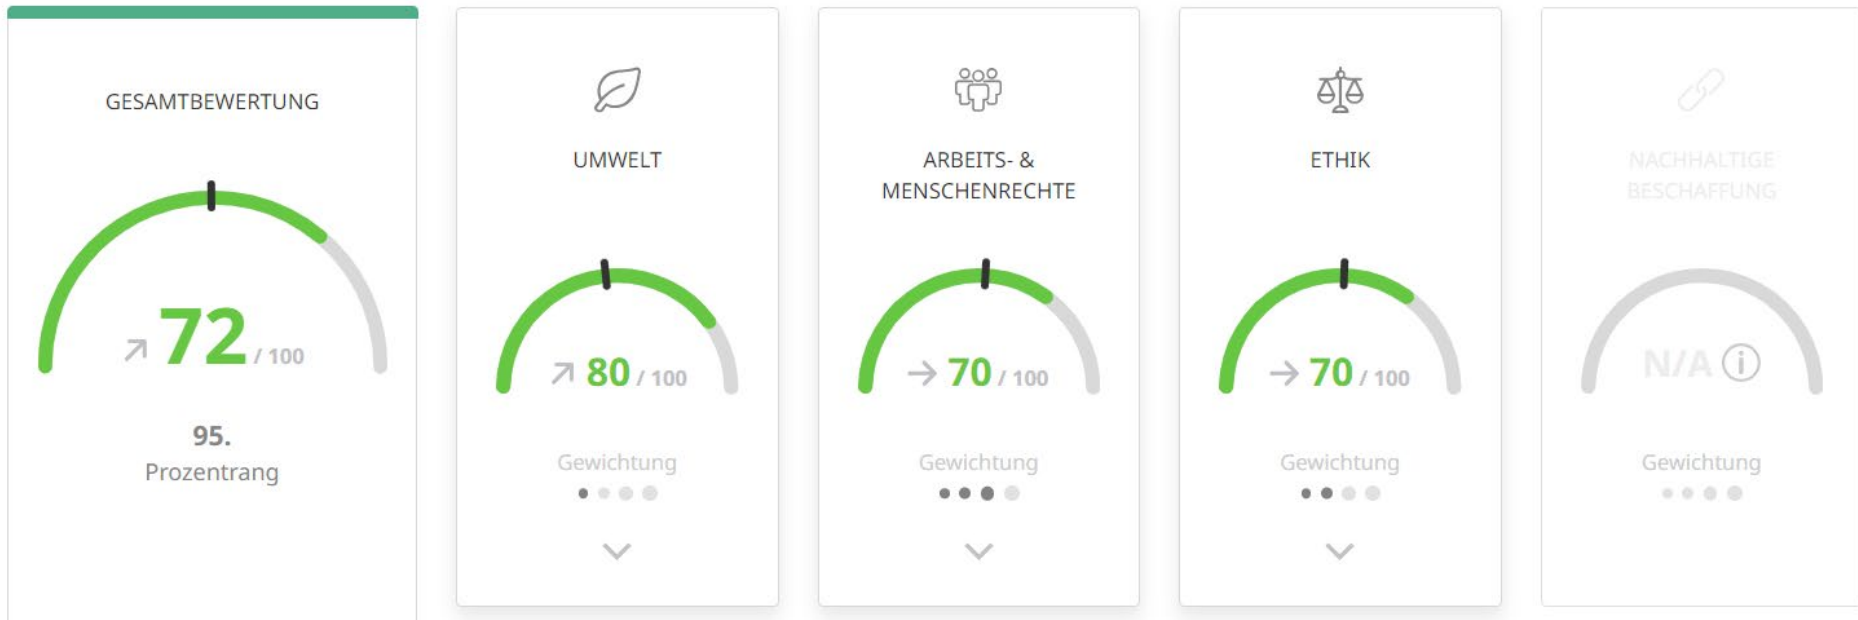 GESAMTBEWERTUNG
72 / 100
95.
Prozentrang
UMWELT
80 / 100
Gewichtung
ARBEITS- &
MENSCHENRECHTE
70 / 100
Gewichtung
ETHIK
70 / 100
Gewichtung
NACHHALTIGE
BESCHAFFUNG
N/A
Gewichtung